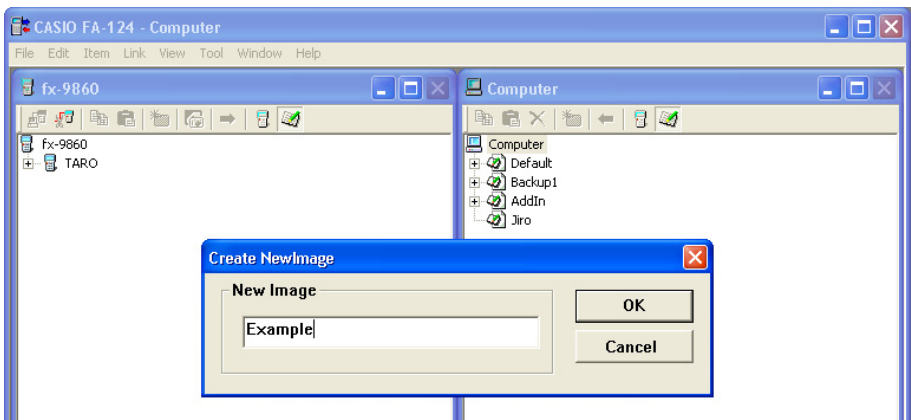 CASIO FA-124 - Computer
File Edit Item Link View Tool Window Help
fx-9860
fx-9860
TARO
Computer
Computer
Default
Backup1
AddIn
Jiro
Create NewImage
New Image
Example
OK
Cancel